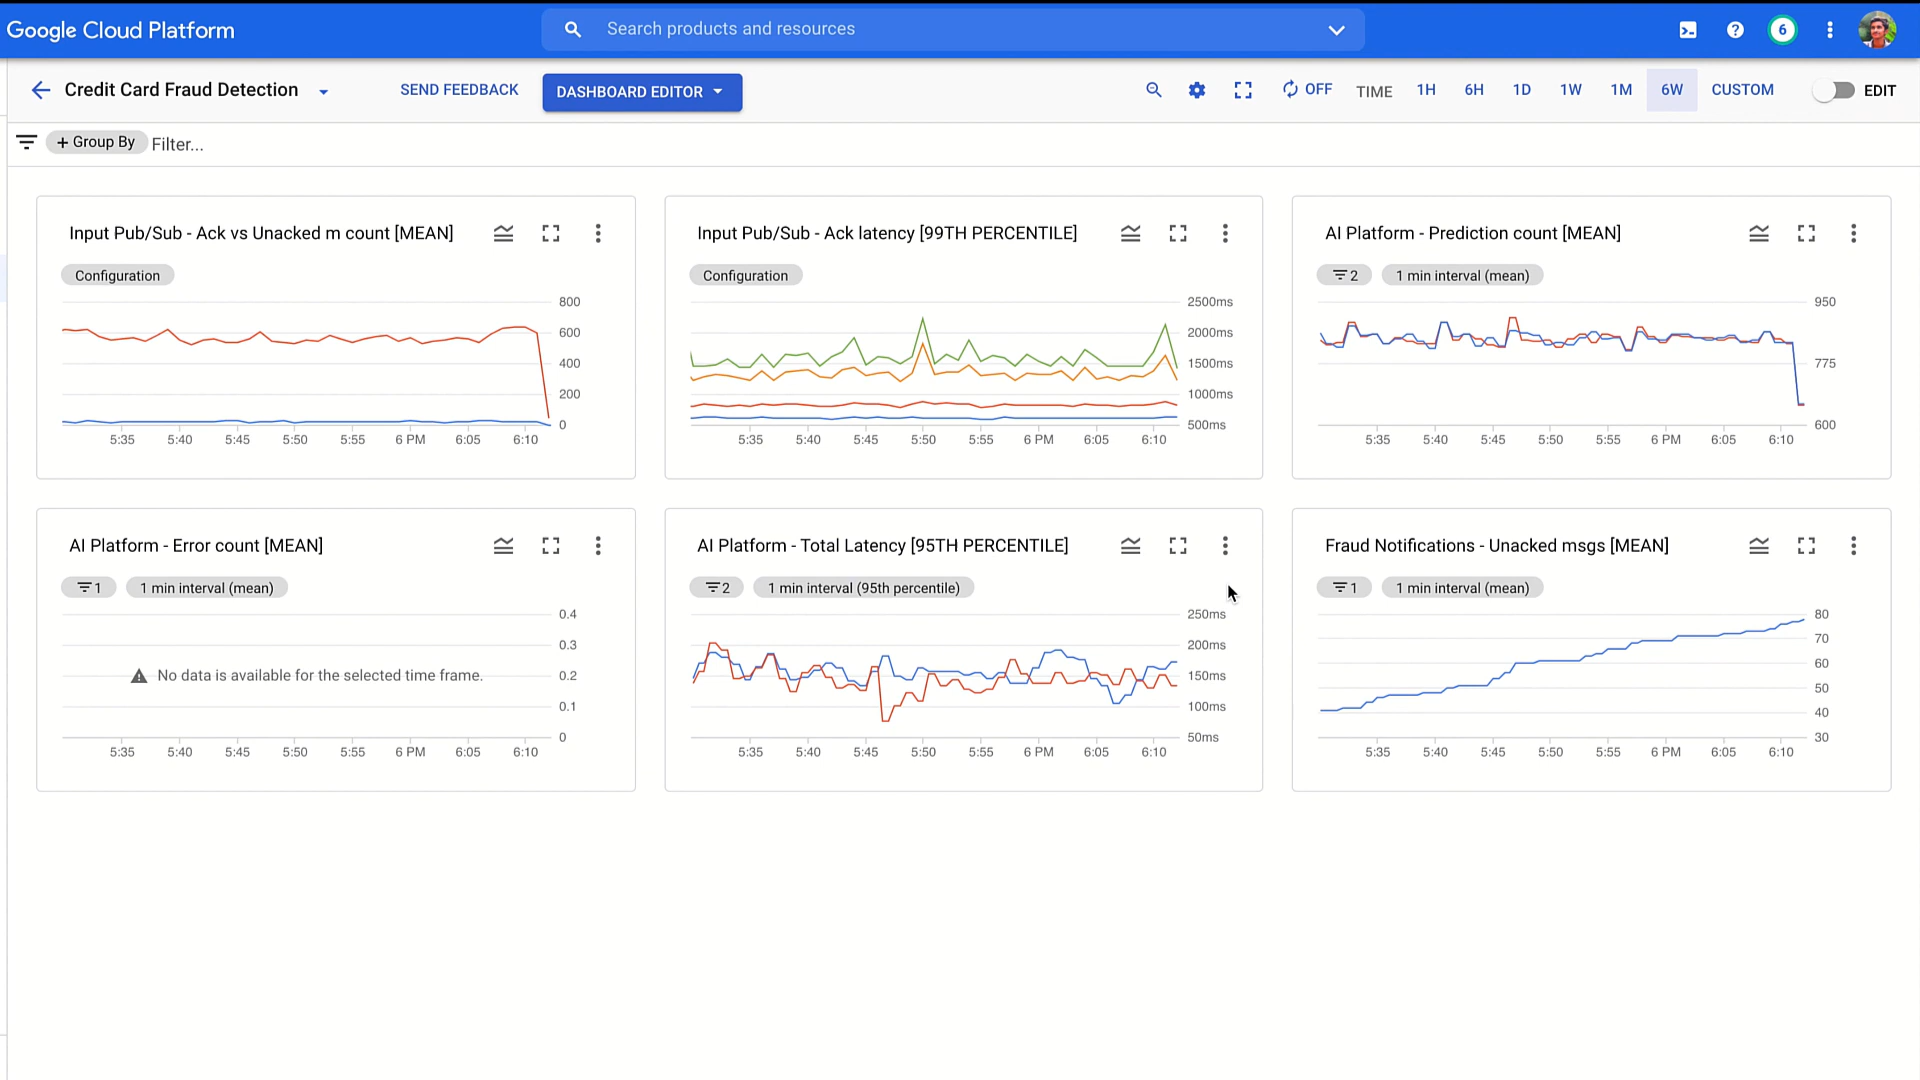 Google Cloud Platform
Search products and resources
6
Credit Card Fraud Detection
SEND FEEDBACK
DASHBOARD EDITOR
OFF
TIME
1H
6H
1D
1W
1M
6W
CUSTOM
EDIT
+ Group By
Filter...
Input Pub/Sub - Ack vs Unacked m count [MEAN]
Configuration
800
600
400
200
0
5:35 5:40 5:45 5:50 5:55 6 PM 6:05 6:10
Input Pub/Sub - Ack latency [99TH PERCENTILE]
Configuration
2500ms
2000ms
1500ms
1000ms
500ms
5:35 5:40 5:45 5:50 5:55 6 PM 6:05 6:10
AI Platform - Prediction count [MEAN]
2
1 min interval (mean)
950
775
600
5:35 5:40 5:45 5:50 5:55 6 PM 6:05 6:10
AI Platform - Error count [MEAN]
1
1 min interval (mean)
0.4
0.3
No data is available for the selected time frame.
0.2
0.1
0
5:35 5:40 5:45 5:50 5:55 6 PM 6:05 6:10
AI Platform - Total Latency [95TH PERCENTILE]
2
1 min interval (95th percentile)
250ms
200ms
150ms
100ms
50ms
5:35 5:40 5:45 5:50 5:55 6 PM 6:05 6:10
Fraud Notifications - Unacked msgs [MEAN]
1
1 min interval (mean)
80
70
60
50
40
30
5:35 5:40 5:45 5:50 5:55 6 PM 6:05 6:10